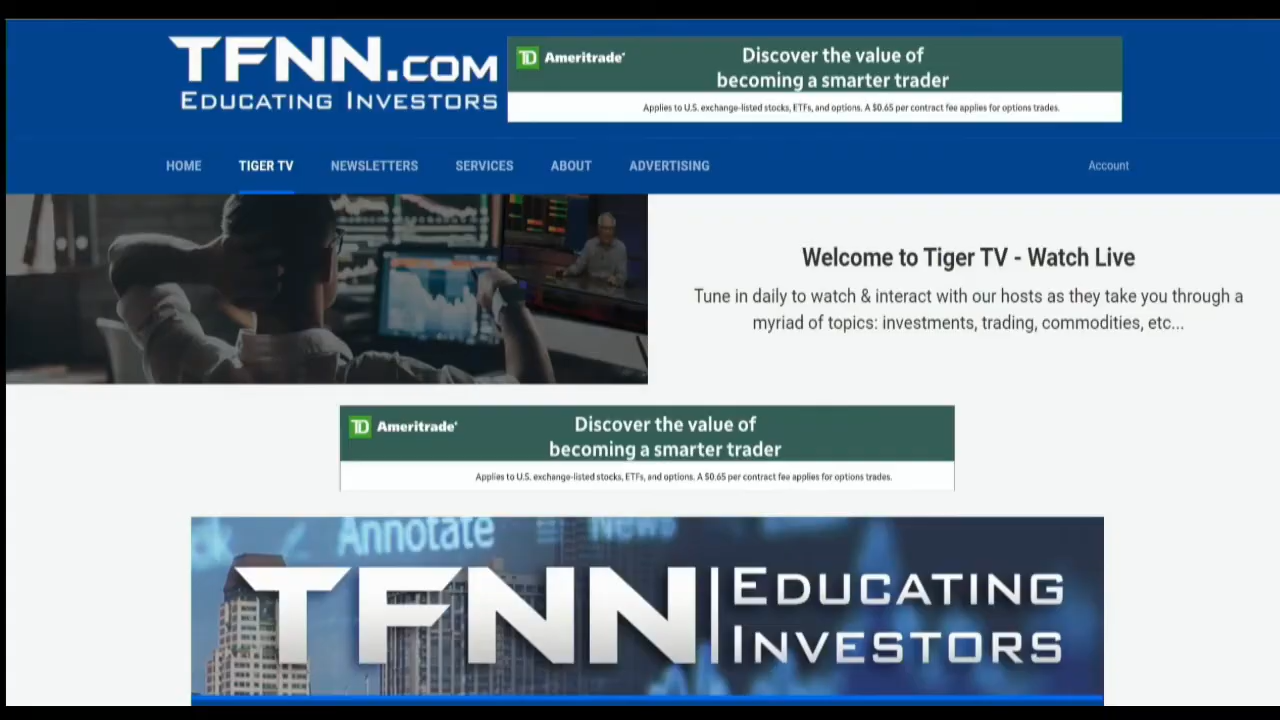 TFNN.COM
EDUCATING INVESTORS
TD Ameritrade®
Discover the value of
becoming a smarter trader
Applies to U.S. exchange-listed stocks, ETFs, and options. A $0.65 per contract fee applies for options trades.
HOME TIGER TV NEWSLETTERS SERVICES ABOUT ADVERTISING Account
Welcome to Tiger TV - Watch Live
Tune in daily to watch & interact with our hosts as they take you through a
myriad of topics: investments, trading, commodities, etc...
TD Ameritrade®
Discover the value of
becoming a smarter trader
Applies to U.S. exchange-listed stocks, ETFs, and options. A $0.65 per contract fee applies for options trades.
Annotate News
TFNN EDUCATING
INVESTORS